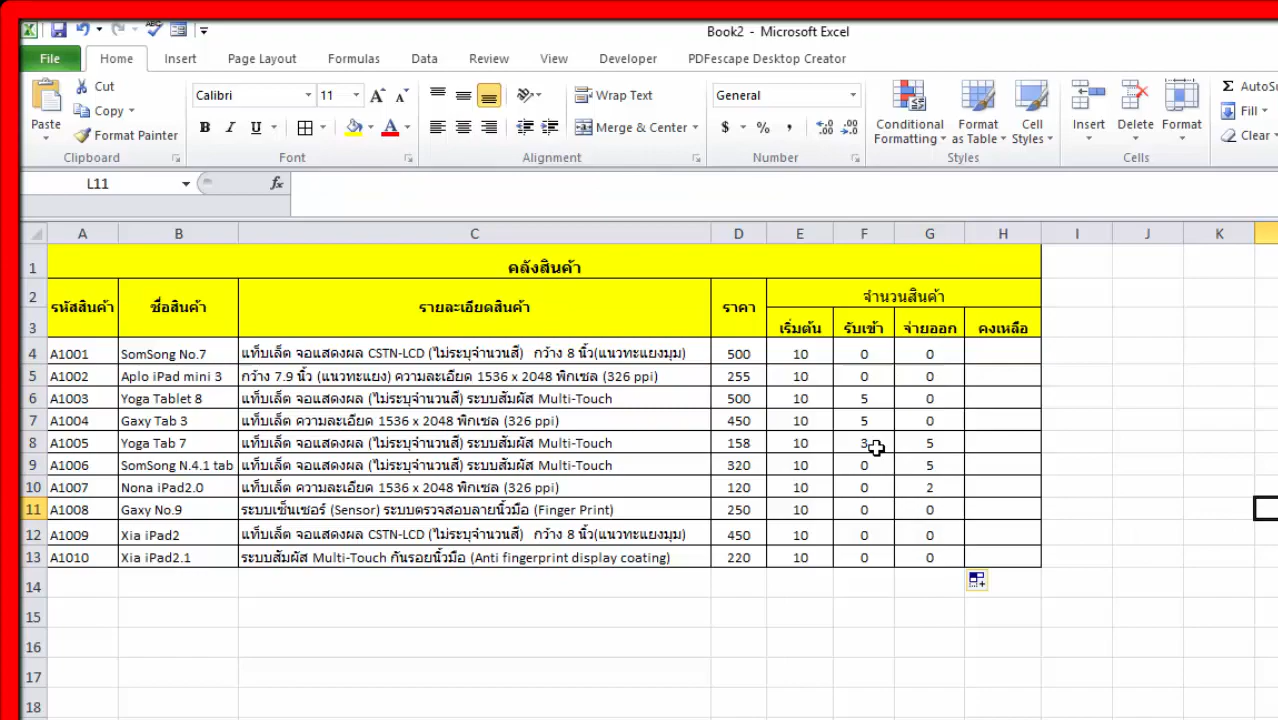 Book2 - Microsoft Excel
File Home Insert Page Layout Formulas Data Review View Developer PDFescape Desktop Creator
Cut
Copy
Paste
Format Painter
Clipboard
Calibri 11 A A
B I U A
Font
Wrap Text
Merge & Center
Alignment
General
$ % ,
Number
Conditional Formatting
Format as Table
Cell Styles
Styles
Insert Delete Format
Cells
Σ AutoS
Fill
Clear
L11 fx
A B C D E F G H I J K
1 คลังสินค้า
2 รหัสสินค้า ชื่อสินค้า รายละเอียดสินค้า ราคา จำนวนสินค้า
3 เริ่มต้น รับเข้า จ่ายออก คงเหลือ
4 A1001 SomSong No.7 แท็บเล็ต จอแสดงผล CSTN-LCD (ไม่ระบุจำนวนสี) กว้าง 8 นิ้ว(แนวทะแยงมุม) 500 10 0 0
5 A1002 Aplo iPad mini 3 กว้าง 7.9 นิ้ว (แนวทะแยง) ความละเอียด 1536 x 2048 พิกเซล (326 ppi) 255 10 0 0
6 A1003 Yoga Tablet 8 แท็บเล็ต จอแสดงผล (ไม่ระบุจำนวนสี) ระบบสัมผัส Multi-Touch 500 10 5 0
7 A1004 Gaxy Tab 3 แท็บเล็ต ความละเอียด 1536 x 2048 พิกเซล (326 ppi) 450 10 5 0
8 A1005 Yoga Tab 7 แท็บเล็ต จอแสดงผล (ไม่ระบุจำนวนสี) ระบบสัมผัส Multi-Touch 158 10 3 5
9 A1006 SomSong N.4.1 tab แท็บเล็ต จอแสดงผล (ไม่ระบุจำนวนสี) ระบบสัมผัส Multi-Touch 320 10 0 5
10 A1007 Nona iPad2.0 แท็บเล็ต ความละเอียด 1536 x 2048 พิกเซล (326 ppi) 120 10 0 2
11 A1008 Gaxy No.9 ระบบเซ็นเซอร์ (Sensor) ระบบตรวจสอบลายนิ้วมือ (Finger Print) 250 10 0 0
12 A1009 Xia iPad2 แท็บเล็ต จอแสดงผล CSTN-LCD (ไม่ระบุจำนวนสี) กว้าง 8 นิ้ว(แนวทะแยงมุม) 450 10 0 0
13 A1010 Xia iPad2.1 ระบบสัมผัส Multi-Touch กันรอยนิ้วมือ (Anti fingerprint display coating) 220 10 0 0
14
15
16
17
18